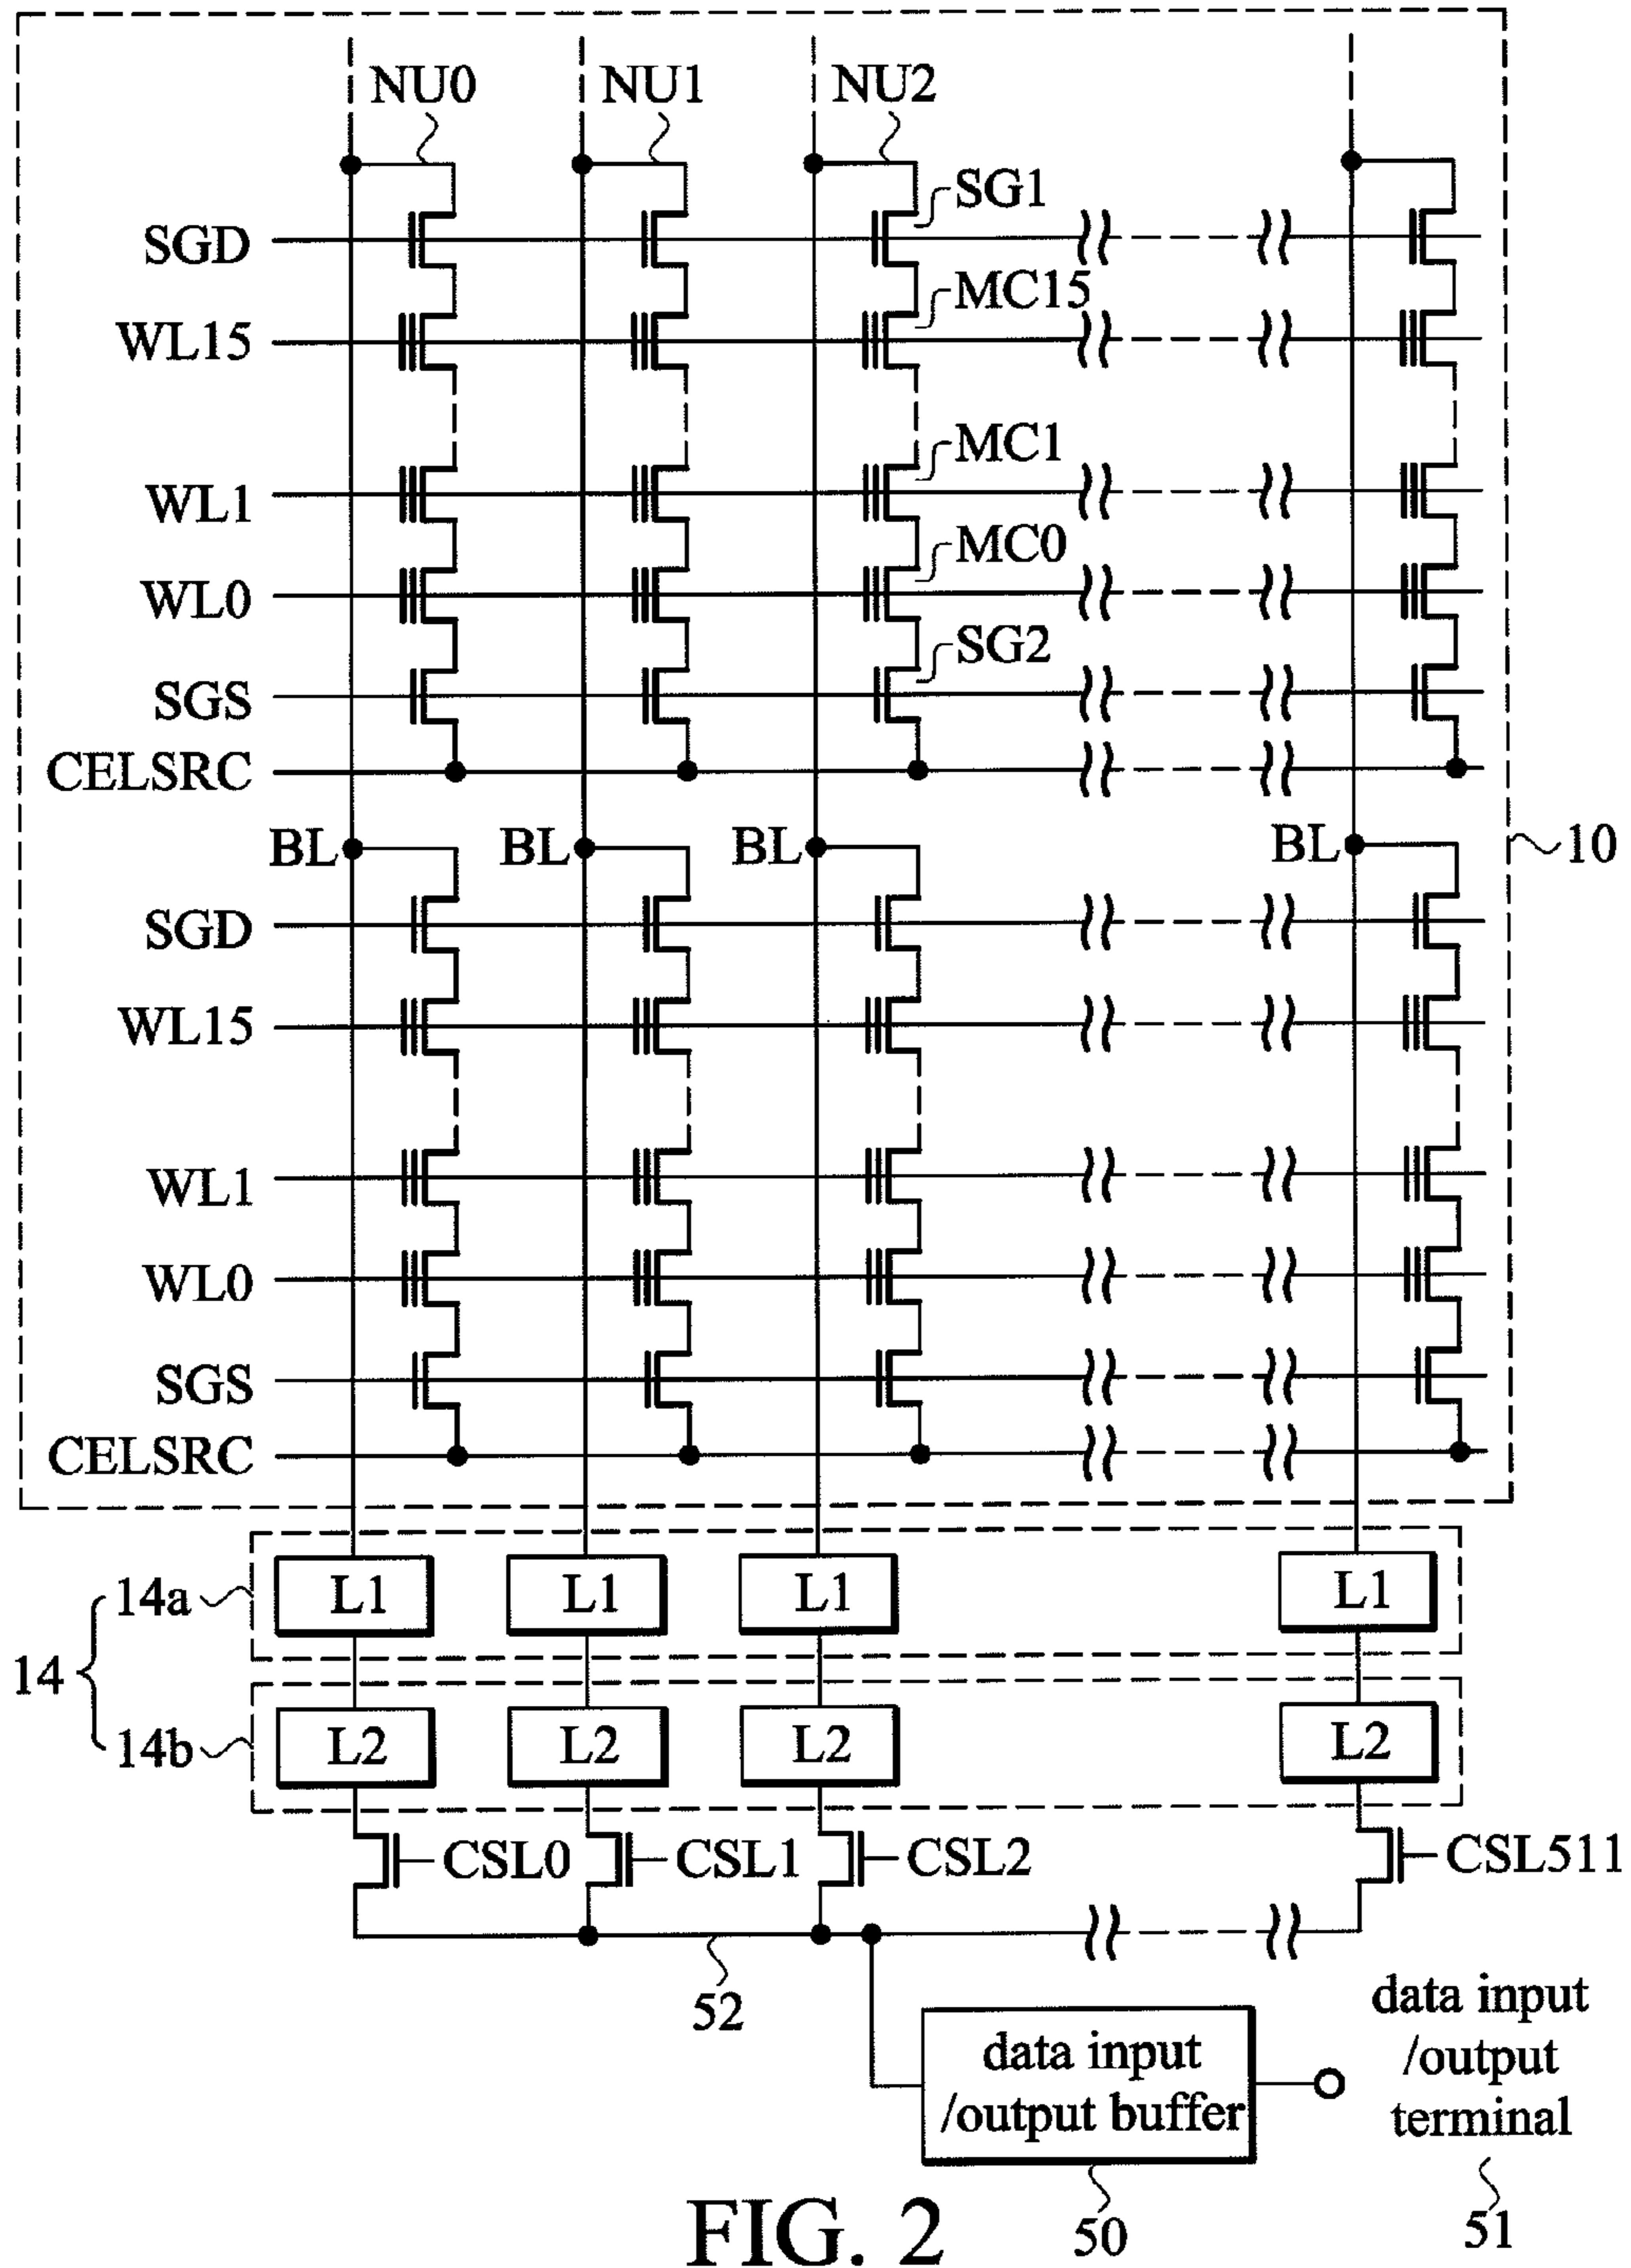 NU0 NU1 NU2
SGD SG1
WL15 MC15
WL1 MC1
WL0 MC0
SGS SG2
CELSRC
BL BL BL BL 10
SGD
WL15
WL1
WL0
SGS
CELSRC
14a L1 L1 L1 L1
14
14b L2 L2 L2 L2
CSL0 CSL1 CSL2 CSL511
52
data input
/output buffer
50
data input
/output
terminal
51
FIG. 2